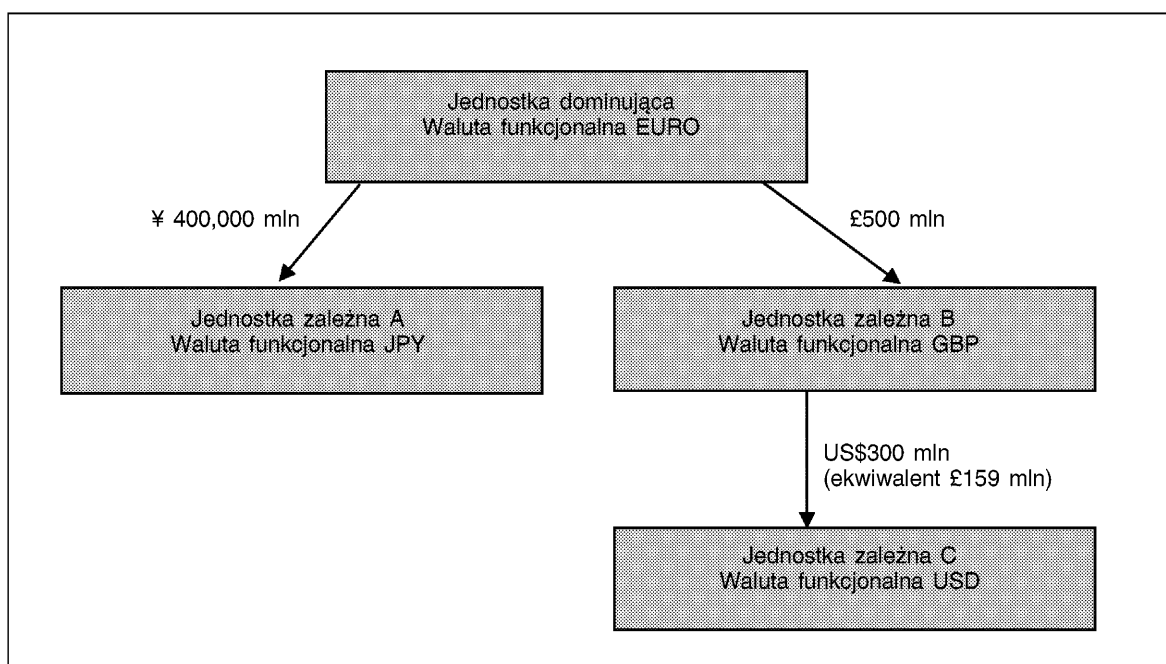 Jednostka dominująca
Waluta funkcjonalna EURO
¥ 400,000 mln
£500 mln
Jednostka zależna A
Waluta funkcjonalna JPY
Jednostka zależna B
Waluta funkcjonalna GBP
US$300 mln
(ekwiwalent £159 mln)
Jednostka zależna C
Waluta funkcjonalna USD